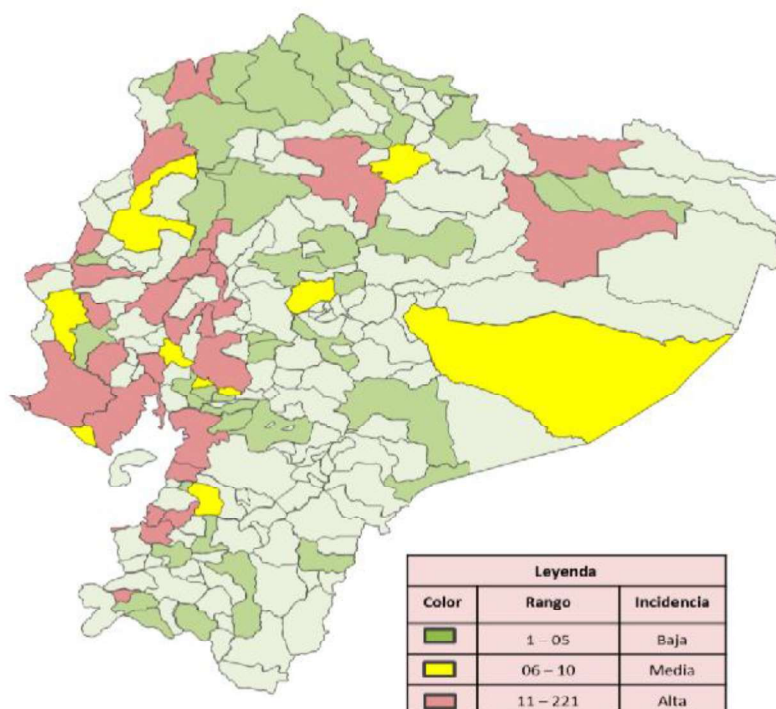 Leyenda
Color Rango Incidencia
1 – 05 Baja
06 – 10 Media
11 – 221 Alta